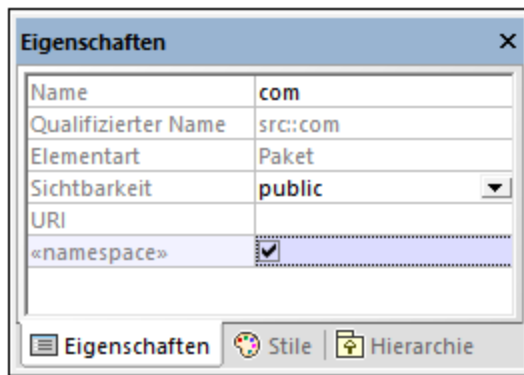 Eigenschaften
Name com
Qualifizierter Name src::com
Elementart Paket
Sichtbarkeit public
URI
«namespace»
Eigenschaften Stile Hierarchie